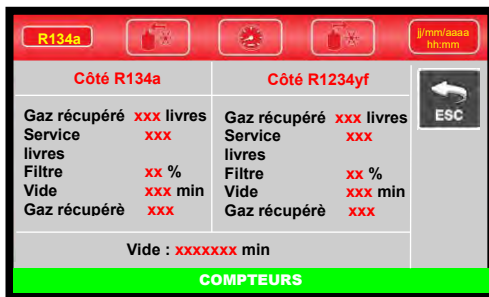 R134a
jj/mm/aaaa
hh:mm
Côté R134a
Côté R1234yf
ESC
Gaz récupéré xxx livres
Service xxx
livres
Filtre xx %
Vide xxx min
Gaz récupérè xxx
Gaz récupéré xxx livres
Service xxx
livres
Filtre xx %
Vide xxx min
Gaz récupérè xxx
Vide : xxxxxxx min
COMPTEURS